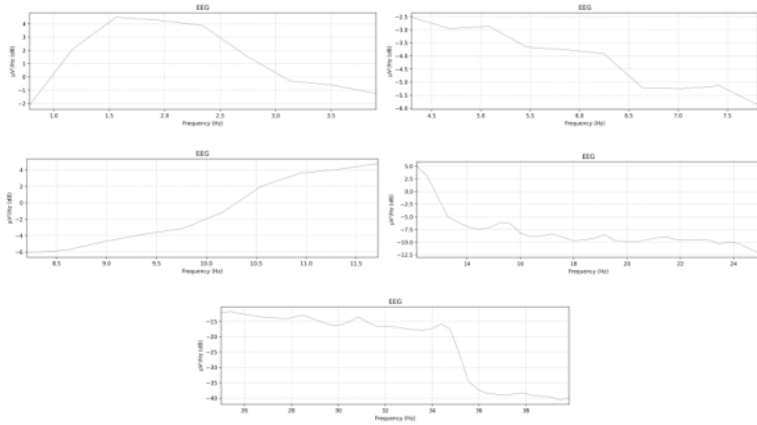 EEG
µV²/Hz (dB)
4
3
2
1
0
−1
−2
1.0 1.5 2.0 2.5 3.0 3.5
Frequency (Hz)
EEG
µV²/Hz (dB)
−2.5
−3.0
−3.5
−4.0
−4.5
−5.0
−5.5
−6.0
4.5 5.0 5.5 6.0 6.5 7.0 7.5
Frequency (Hz)
EEG
µV²/Hz (dB)
4
2
0
−2
−4
−6
8.5 9.0 9.5 10.0 10.5 11.0 11.5
Frequency (Hz)
EEG
µV²/Hz (dB)
5.0
2.5
0.0
−2.5
−5.0
−7.5
−10.0
−12.5
14 16 18 20 22 24
Frequency (Hz)
EEG
µV²/Hz (dB)
−15
−20
−25
−30
−35
−40
26 28 30 32 34 36 38
Frequency (Hz)